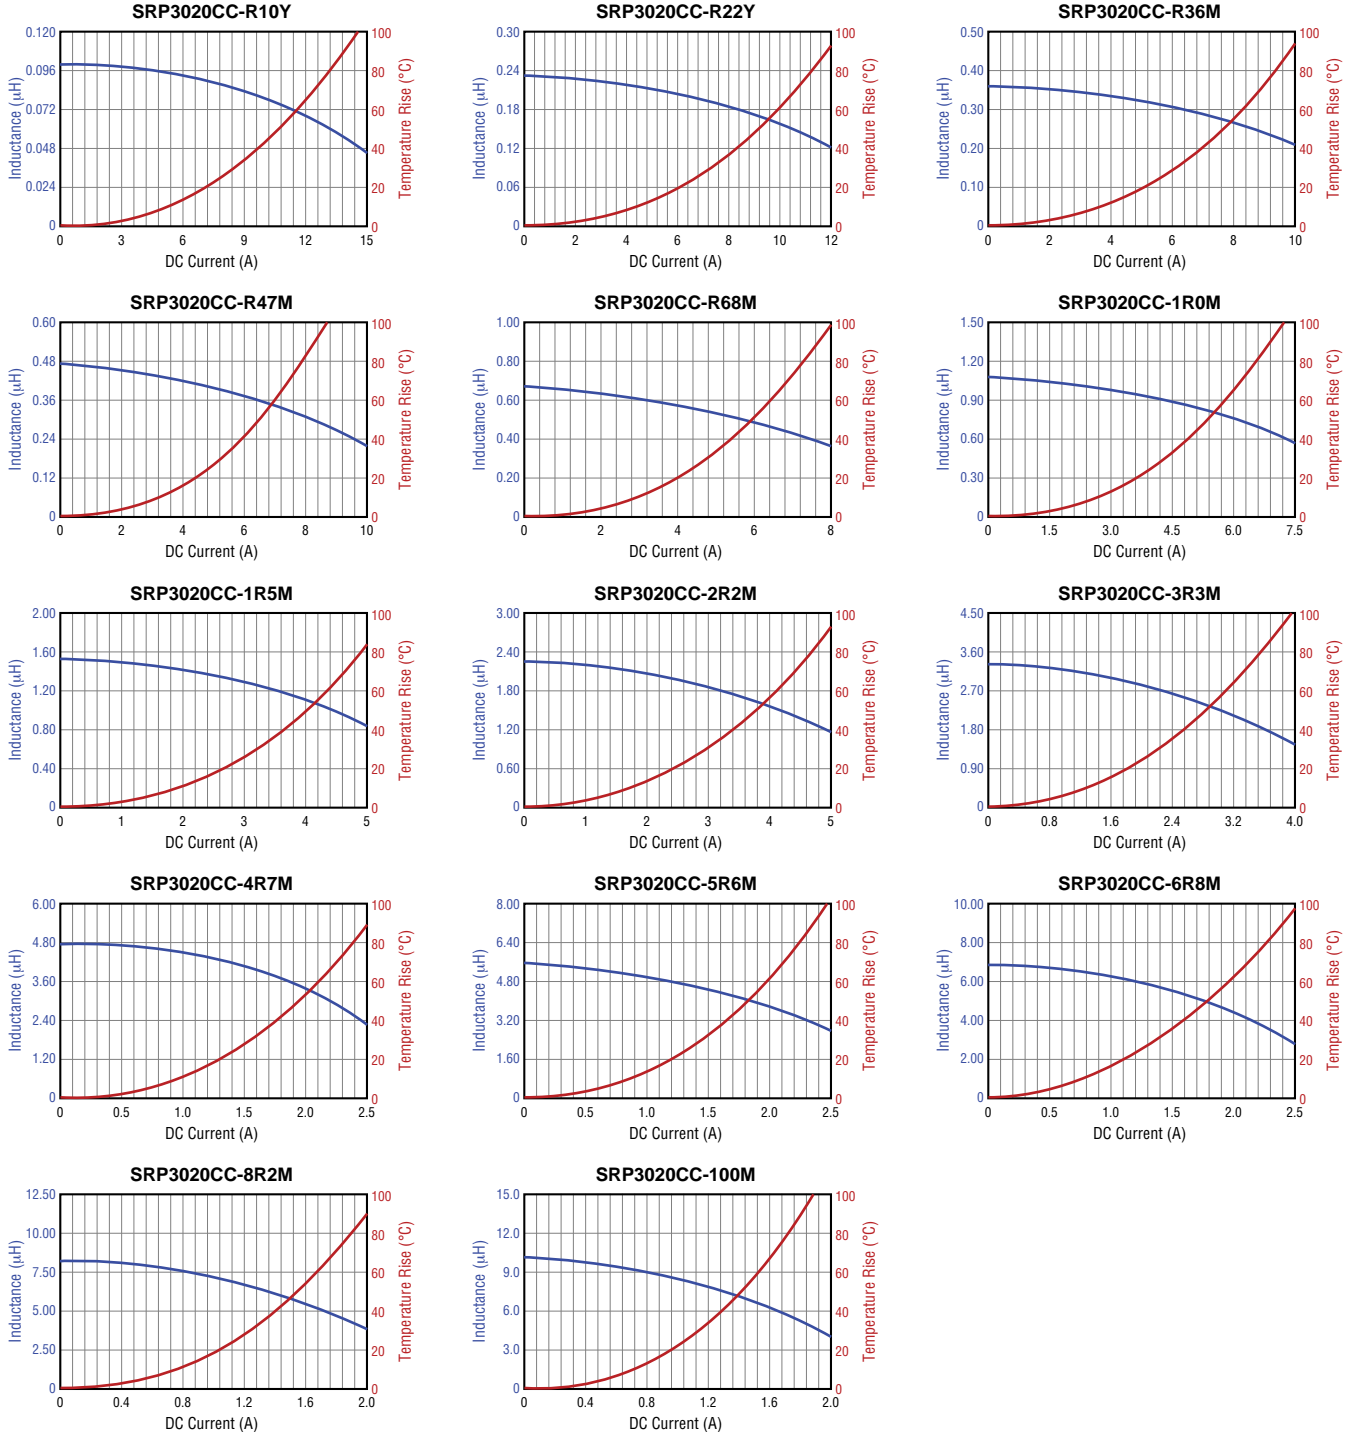 SRP3020CC-R10Y
Inductance (μH)
0.120
0.096
0.072
0.048
0.024
0
100
80
60
40
20
0
Temperature Rise (°C)
0 3 6 9 12 15
DC Current (A)
SRP3020CC-R22Y
Inductance (μH)
0.30
0.24
0.18
0.12
0.06
0
100
80
60
40
20
0
Temperature Rise (°C)
0 2 4 6 8 10 12
DC Current (A)
SRP3020CC-R36M
Inductance (μH)
0.50
0.40
0.30
0.20
0.10
0
100
80
60
40
20
0
Temperature Rise (°C)
0 2 4 6 8 10
DC Current (A)
SRP3020CC-R47M
Inductance (μH)
0.60
0.48
0.36
0.24
0.12
0
100
80
60
40
20
0
Temperature Rise (°C)
0 2 4 6 8 10
DC Current (A)
SRP3020CC-R68M
Inductance (μH)
1.00
0.80
0.60
0.40
0.20
0
100
80
60
40
20
0
Temperature Rise (°C)
0 2 4 6 8
DC Current (A)
SRP3020CC-1R0M
Inductance (μH)
1.50
1.20
0.90
0.60
0.30
0
100
80
60
40
20
0
Temperature Rise (°C)
0 1.5 3.0 4.5 6.0 7.5
DC Current (A)
SRP3020CC-1R5M
Inductance (μH)
2.00
1.60
1.20
0.80
0.40
0
100
80
60
40
20
0
Temperature Rise (°C)
0 1 2 3 4 5
DC Current (A)
SRP3020CC-2R2M
Inductance (μH)
3.00
2.40
1.80
1.20
0.60
0
100
80
60
40
20
0
Temperature Rise (°C)
0 1 2 3 4 5
DC Current (A)
SRP3020CC-3R3M
Inductance (μH)
4.50
3.60
2.70
1.80
0.90
0
100
80
60
40
20
0
Temperature Rise (°C)
0 0.8 1.6 2.4 3.2 4.0
DC Current (A)
SRP3020CC-4R7M
Inductance (μH)
6.00
4.80
3.60
2.40
1.20
0
100
80
60
40
20
0
Temperature Rise (°C)
0 0.5 1.0 1.5 2.0 2.5
DC Current (A)
SRP3020CC-5R6M
Inductance (μH)
8.00
6.40
4.80
3.20
1.60
0
100
80
60
40
20
0
Temperature Rise (°C)
0 0.5 1.0 1.5 2.0 2.5
DC Current (A)
SRP3020CC-6R8M
Inductance (μH)
10.00
8.00
6.00
4.00
2.00
0
100
80
60
40
20
0
Temperature Rise (°C)
0 0.5 1.0 1.5 2.0 2.5
DC Current (A)
SRP3020CC-8R2M
Inductance (μH)
12.50
10.00
7.50
5.00
2.50
0
100
80
60
40
20
0
Temperature Rise (°C)
0 0.4 0.8 1.2 1.6 2.0
DC Current (A)
SRP3020CC-100M
Inductance (μH)
15.0
12.0
9.0
6.0
3.0
0
100
80
60
40
20
0
Temperature Rise (°C)
0 0.4 0.8 1.2 1.6 2.0
DC Current (A)